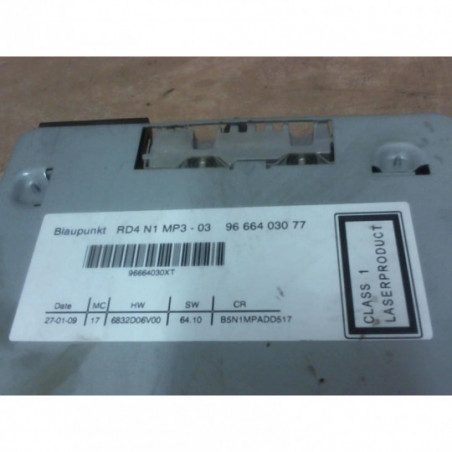 Blaupunkt RD4 N1 MP3 - 03 96 664 030 77
96664030XT
Date MC HW SW CR
27-01-09 17 6632D06V00 64.10 B5N1MPADD517
CLASS 1
LASERPRODUCT